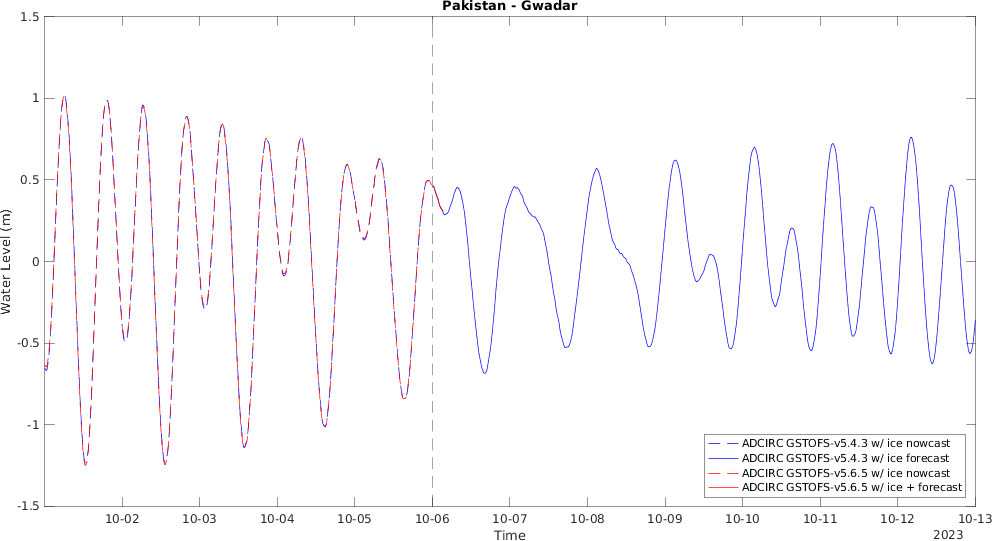 Pakistan - Gwadar
1.5
1
0.5
0
-0.5
-1
-1.5
Water Level (m)
ADCIRC GSTOFS-v5.4.3 w/ ice nowcast
ADCIRC GSTOFS-v5.4.3 w/ ice forecast
ADCIRC GSTOFS-v5.6.5 w/ ice nowcast
ADCIRC GSTOFS-v5.6.5 w/ ice + forecast
10-02 10-03 10-04 10-05 10-06 10-07 10-08 10-09 10-10 10-11 10-12 10-13
Time
2023